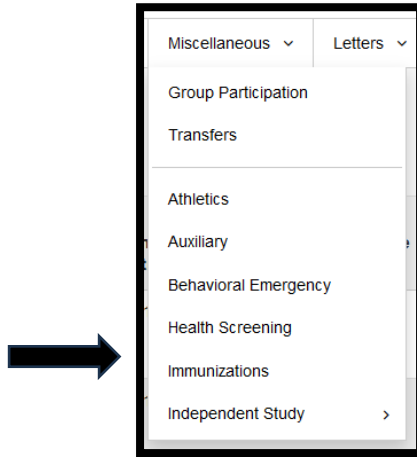 Miscellaneous Letters
Group Participation
Transfers
Athletics
Auxiliary
Behavioral Emergency
Health Screening
Immunizations
Independent Study